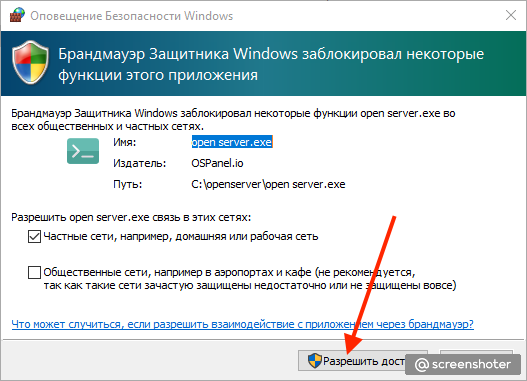 Оповещение Безопасности Windows
Брандмауэр Защитника Windows заблокировал некоторые
функции этого приложения
Брандмауэр Защитника Windows заблокировал некоторые функции open server.exe во
всех общественных и частных сетях.
Имя: open server.exe
Издатель: OSPanel.io
Путь: C:\openserver\open server.exe
Разрешить open server.exe связь в этих сетях:
Частные сети, например, домашняя или рабочая сеть
Общественные сети, например в аэропортах и кафе (не рекомендуется,
так как такие сети зачастую защищены недостаточно или не защищены вовсе)
Что может случиться, если разрешить взаимодействие с приложением через брандмауэр?
Разрешить дост
@ screenshoter